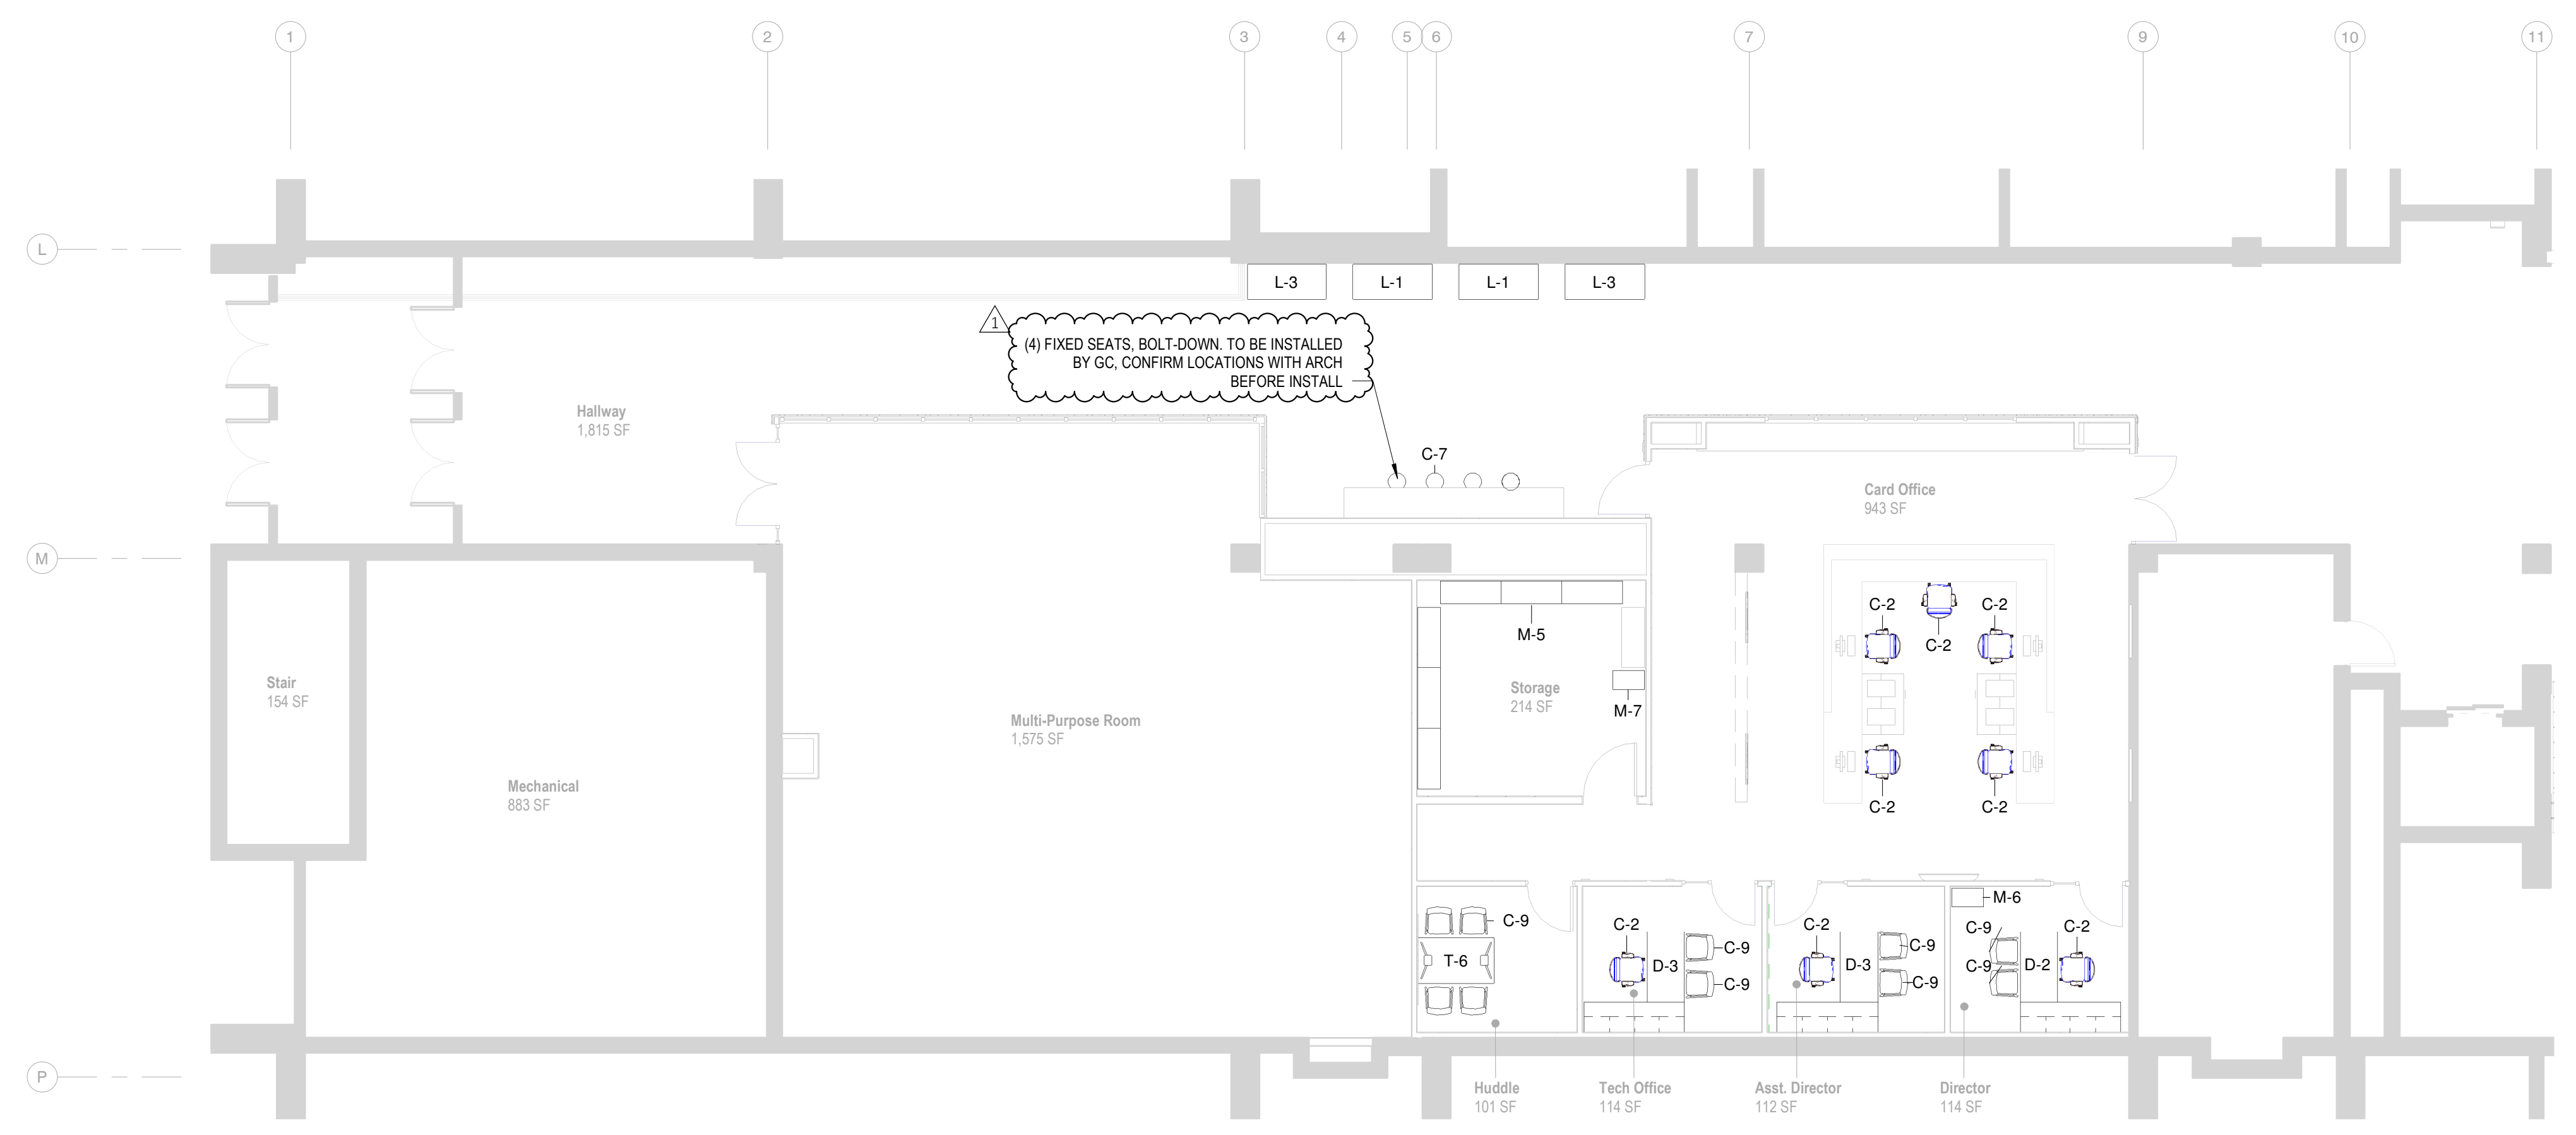 1
2
3
4
5
6
7
9
10
11
L
L-3
L-1
L-1
L-3
1
(4) FIXED SEATS, BOLT-DOWN. TO BE INSTALLED
BY GC, CONFIRM LOCATIONS WITH ARCH
BEFORE INSTALL
Hallway
1,815 SF
C-7
Card Office
943 SF
M
C-2
C-2
C-2
M-5
Stair
154 SF
Storage
214 SF
M-7
Multi-Purpose Room
1,575 SF
Mechanical
883 SF
C-2
C-2
M-6
C-9
C-2
C-2
C-9
C-2
C-9
C-9
T-6
D-3
D-3
C-9
D-2
C-9
C-9
P
Huddle
101 SF
Tech Office
114 SF
Asst. Director
112 SF
Director
114 SF